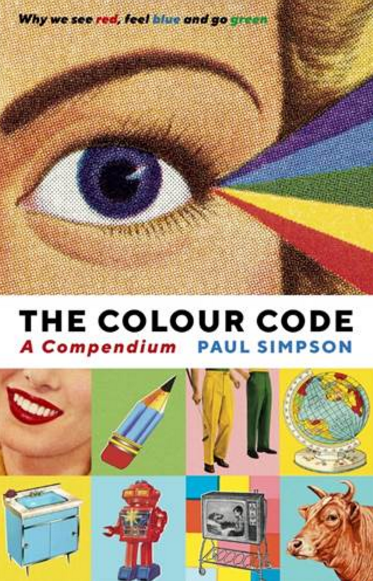 Why we see red, feel blue and go green
THE COLOUR CODE
A Compendium PAUL SIMPSON